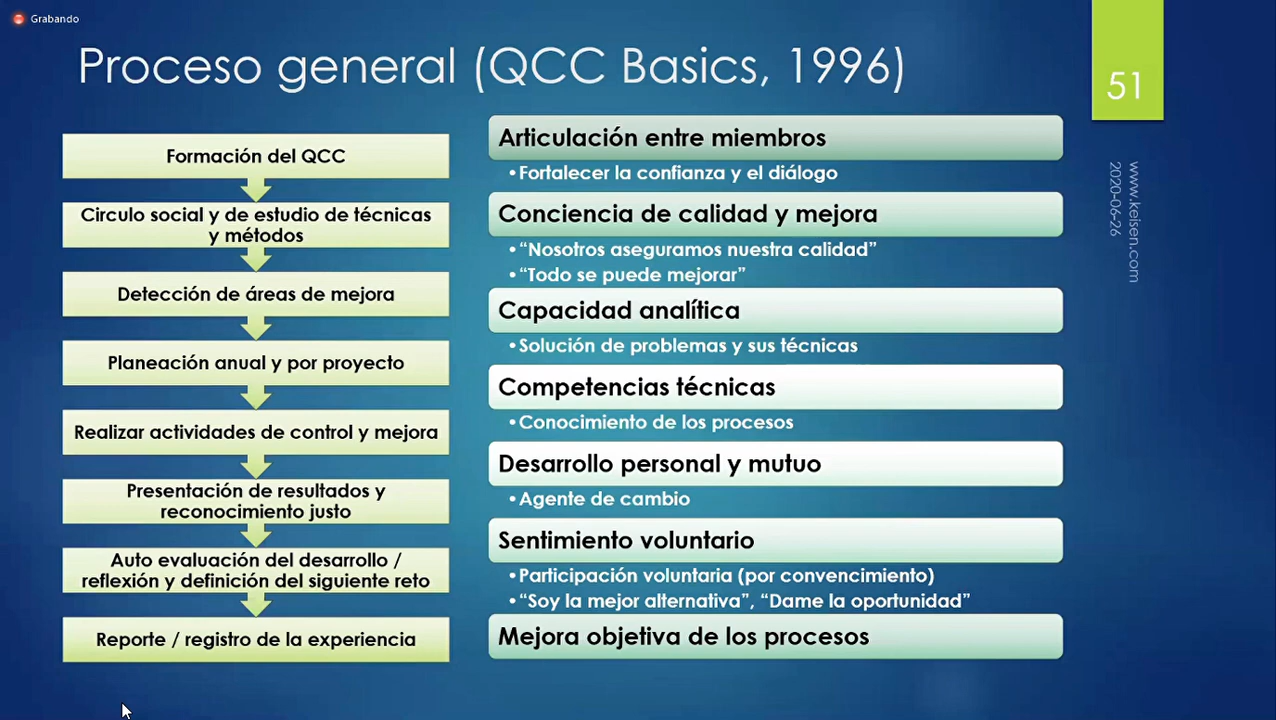 Grabando
Proceso general (QCC Basics, 1996)
51
www.keisen.com
2020-06-26
Formación del QCC
Circulo social y de estudio de técnicas
y métodos
Detección de áreas de mejora
Planeación anual y por proyecto
Realizar actividades de control y mejora
Presentación de resultados y
reconocimiento justo
Auto evaluación del desarrollo /
reflexión y definición del siguiente reto
Reporte / registro de la experiencia
Articulación entre miembros
•Fortalecer la confianza y el diálogo
Conciencia de calidad y mejora
•“Nosotros aseguramos nuestra calidad”
•“Todo se puede mejorar”
Capacidad analítica
•Solución de problemas y sus técnicas
Competencias técnicas
•Conocimiento de los procesos
Desarrollo personal y mutuo
•Agente de cambio
Sentimiento voluntario
•Participación voluntaria (por convencimiento)
•“Soy la mejor alternativa”, “Dame la oportunidad”
Mejora objetiva de los procesos